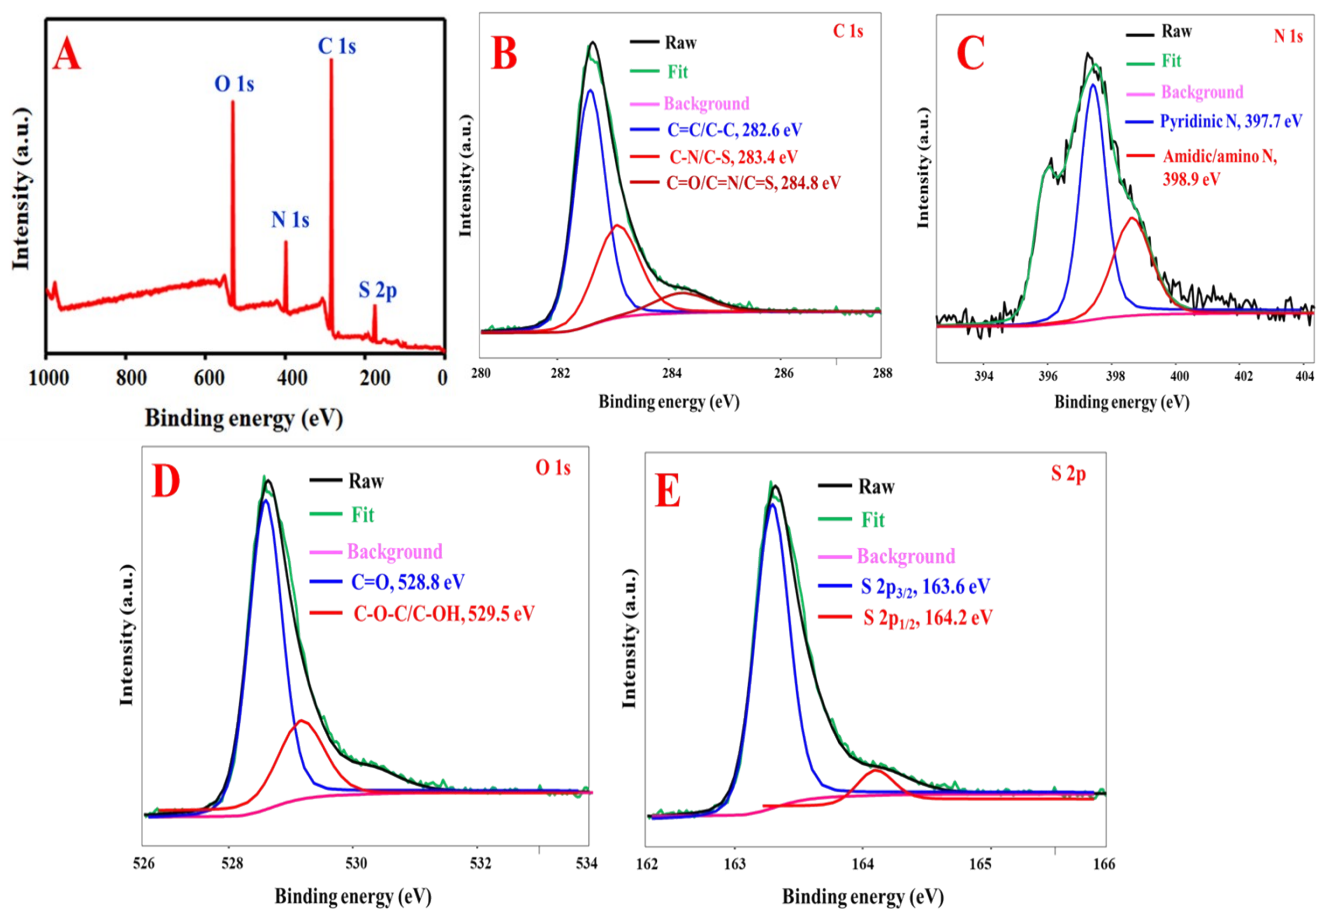 A
C 1s
O 1s
N 1s
S 2p
Intensity (a.u.)
1000 800 600 400 200 0
Binding energy (eV)
B
C 1s
Raw
Fit
Background
C=C/C-C, 282.6 eV
C-N/C-S, 283.4 eV
C=O/C=N/C=S, 284.8 eV
Intensity (a.u.)
280 282 284 286 288
Binding energy (eV)
C
N 1s
Raw
Fit
Background
Pyridinic N, 397.7 eV
Amidic/amino N,
398.9 eV
Intensity (a.u.)
394 396 398 400 402 404
Binding energy (eV)
D
O 1s
Raw
Fit
Background
C=O, 528.8 eV
C-O-C/C-OH, 529.5 eV
Intensity (a.u.)
526 528 530 532 534
Binding energy (eV)
E
S 2p
Raw
Fit
Background
S 2p3/2, 163.6 eV
S 2p1/2, 164.2 eV
Intensity (a.u.)
162 163 164 165 166
Binding energy (eV)